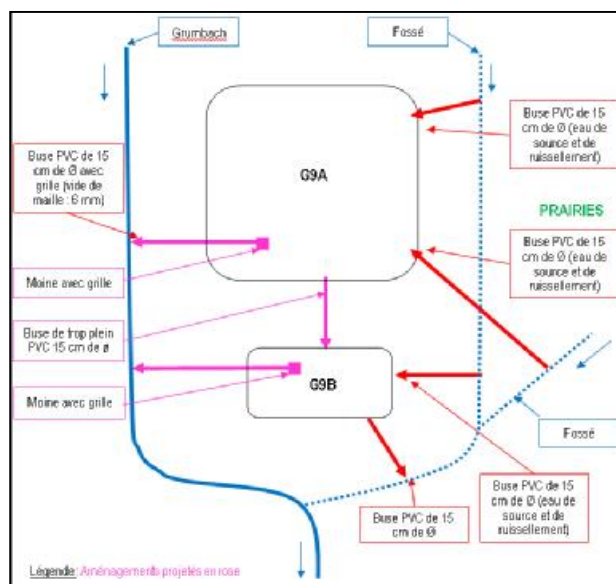 Grumbach
Fossé
Buse PVC de 15
cm de Ø (eau de
source et de
ruissellement)
Buse PVC de 15
cm de Ø avec
grille (vide de
maille : 6 mm)
G9A
PRAIRIES
Buse PVC de 15
cm de Ø (eau de
source et de
ruissellement)
Moine avec grille
Buse de trop plein
PVC 15 cm de ø
Moine avec grille
G9B
Fossé
Buse PVC de 15
cm de Ø (eau de
source et de
ruissellement)
Buse PVC de 15
cm de Ø
Légende: Aménagements projetés en rose